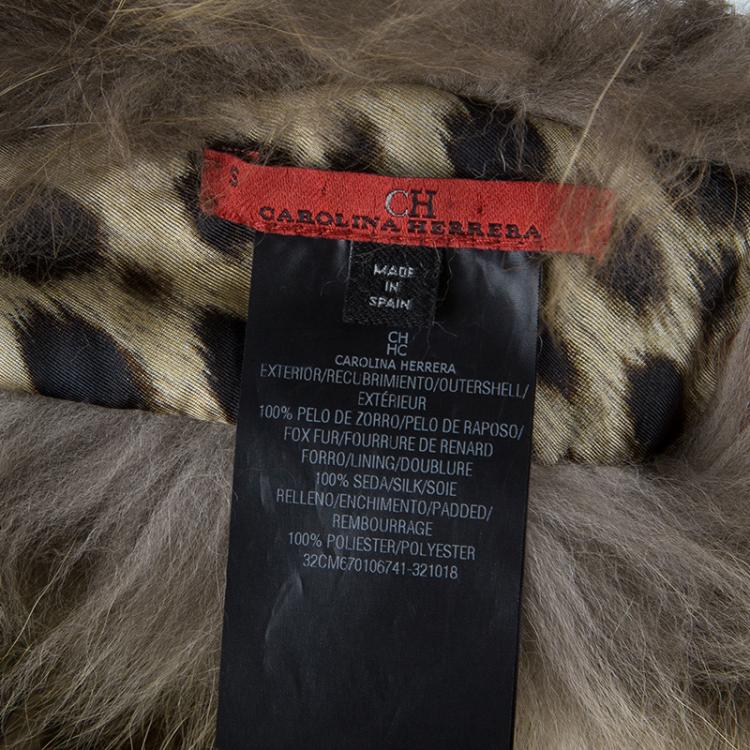 S
CH
CAROLINA HERRERA
MADE
IN
SPAIN
CH
HC
CAROLINA HERRERA
EXTERIOR/RECUBRIMIENTO/OUTERSHELL/
EXTÉRIEUR
100% PELO DE ZORRO/PELO DE RAPOSO/
FOX FUR/FOURRURE DE RENARD
FORRO/LINING/DOUBLURE
100% SEDA/SILK/SOIE
RELLENO/ENCHIMENTO/PADDED/
REMBOURRAGE
100% POLIESTER/POLYESTER
32CM670106741-321018